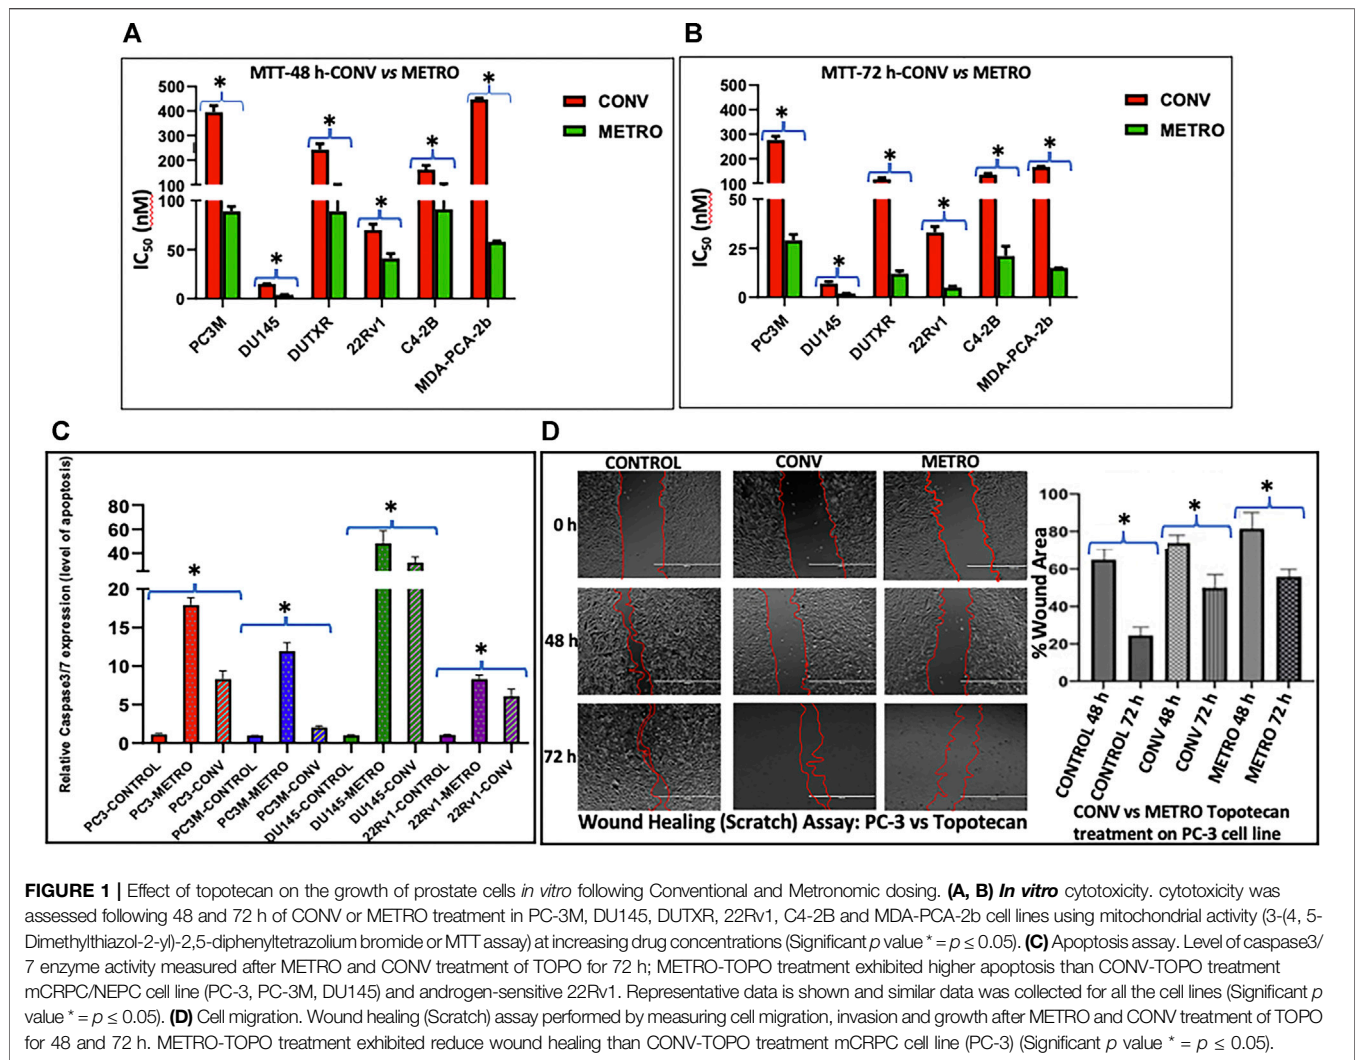 A
MTT-48 h-CONV vs METRO
500
400
300
200
100
100
50
0
IC50 (nM)
*
*
*
*
*
*
CONV
METRO
PC3M
DU145
DUTXR
22Rv1
C4-2B
MDA-PCA-2b
B
MTT-72 h-CONV vs METRO
500
400
300
200
100
50
25
0
IC50 (nM)
*
*
*
*
*
*
CONV
METRO
PC3M
DU145
DUTXR
22Rv1
C4-2B
MDA-PCA-2b
C
Relative Caspase3/7 expression (level of apoptosis)
80
60
40
20
15
10
5
0
*
*
*
*
PC3-CONTROL
PC3-METRO
PC3-CONV
PC3M-CONTROL
PC3M-METRO
PC3M-CONV
DU145-CONTROL
DU145-METRO
DU145-CONV
22Rv1-CONTROL
22Rv1-METRO
22Rv1-CONV
D
CONTROL CONV METRO
0 h
48 h
72 h
Wound Healing (Scratch) Assay: PC-3 vs Topotecan
% Wound Area
100
80
60
40
20
0
*
*
*
CONTROL 48 h
CONTROL 72 h
CONV 48 h
CONV 72 h
METRO 48 h
METRO 72 h
CONV vs METRO Topotecan
treatment on PC-3 cell line
FIGURE 1 | Effect of topotecan on the growth of prostate cells in vitro following Conventional and Metronomic dosing. (A, B) In vitro cytotoxicity. cytotoxicity was
assessed following 48 and 72 h of CONV or METRO treatment in PC-3M, DU145, DUTXR, 22Rv1, C4-2B and MDA-PCA-2b cell lines using mitochondrial activity (3-(4, 5-
Dimethylthiazol-2-yl)-2,5-diphenyltetrazolium bromide or MTT assay) at increasing drug concentrations (Significant p value * = p ≤ 0.05). (C) Apoptosis assay. Level of caspase3/
7 enzyme activity measured after METRO and CONV treatment of TOPO for 72 h; METRO-TOPO treatment exhibited higher apoptosis than CONV-TOPO treatment
mCRPC/NEPC cell line (PC-3, PC-3M, DU145) and androgen-sensitive 22Rv1. Representative data is shown and similar data was collected for all the cell lines (Significant p
value * = p ≤ 0.05). (D) Cell migration. Wound healing (Scratch) assay performed by measuring cell migration, invasion and growth after METRO and CONV treatment of TOPO
for 48 and 72 h. METRO-TOPO treatment exhibited reduce wound healing than CONV-TOPO treatment mCRPC cell line (PC-3) (Significant p value * = p ≤ 0.05).